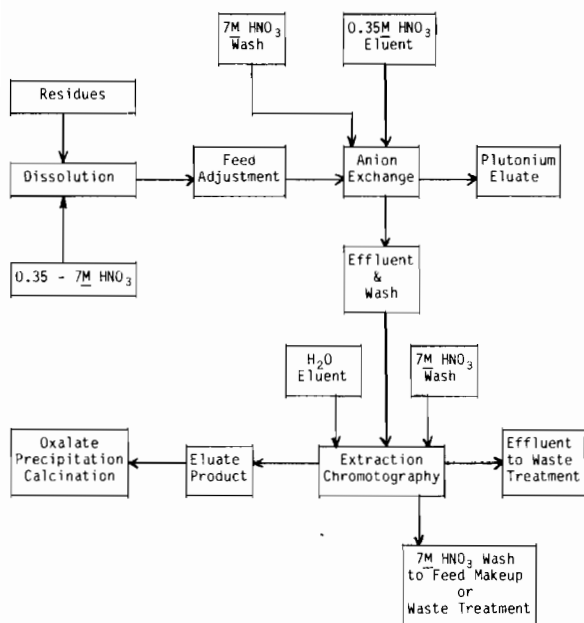 7M HNO3
Wash
0.35M HNO3
Eluent
Residues
Dissolution
Feed
Adjustment
Anion
Exchange
Plutonium
Eluate
0.35 - 7M HNO3
Effluent
&
Wash
H2O
Eluent
7M HNO3
Wash
Oxalate
Precipitation
Calcination
Eluate
Product
Extraction
Chromotography
Effluent
to Waste
Treatment
7M HNO3 Wash
to Feed Makeup
or
Waste Treatment